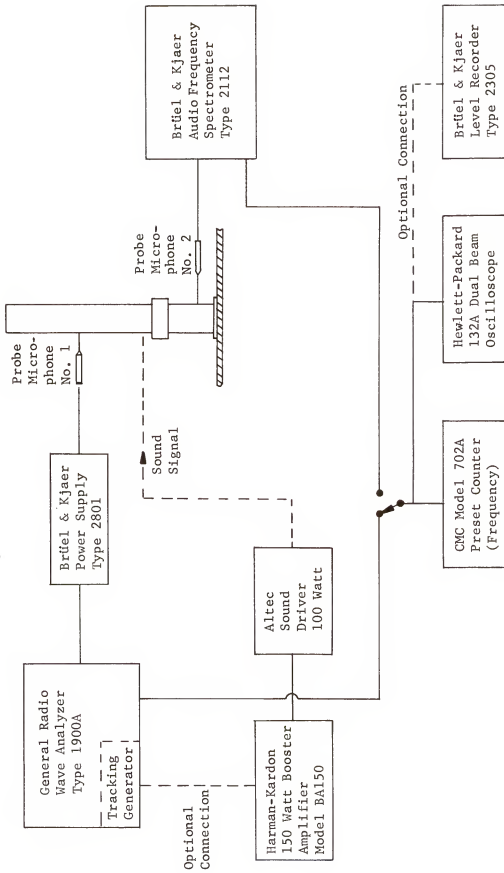 General Radio
Wave Analyzer
Type 1900A
Tracking
Generator
Brüel & Kjaer
Power Supply
Type 2801
Probe
Micro-
phone
No. 1
Probe
Micro-
phone
No. 2
Brüel & Kjaer
Audio Frequency
Spectrometer
Type 2112
Optional
Connection
Sound
Signal
Harman-Kardon
150 Watt Booster
Amplifier
Model BA150
Altec
Sound
Driver
100 Watt
Optional Connection
CMC Model 702A
Preset Counter
(Frequency)
Hewlett-Packard
132A Dual Beam
Oscilloscope
Brüel & Kjaer
Level Recorder
Type 2305